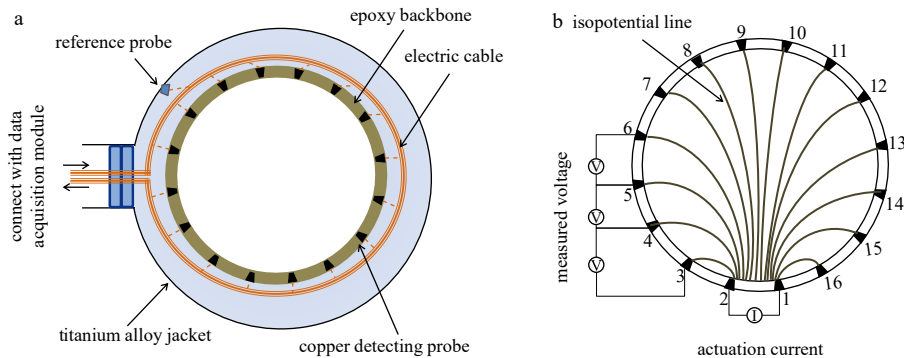 a
epoxy backbone
reference probe
electric cable
connect with data
acquisition module
titanium alloy jacket
copper detecting probe
b
isopotential line
9
10
8
11
7
12
6
13
5
14
4
15
3
16
2
1
V
V
V
I
measured voltage
actuation current